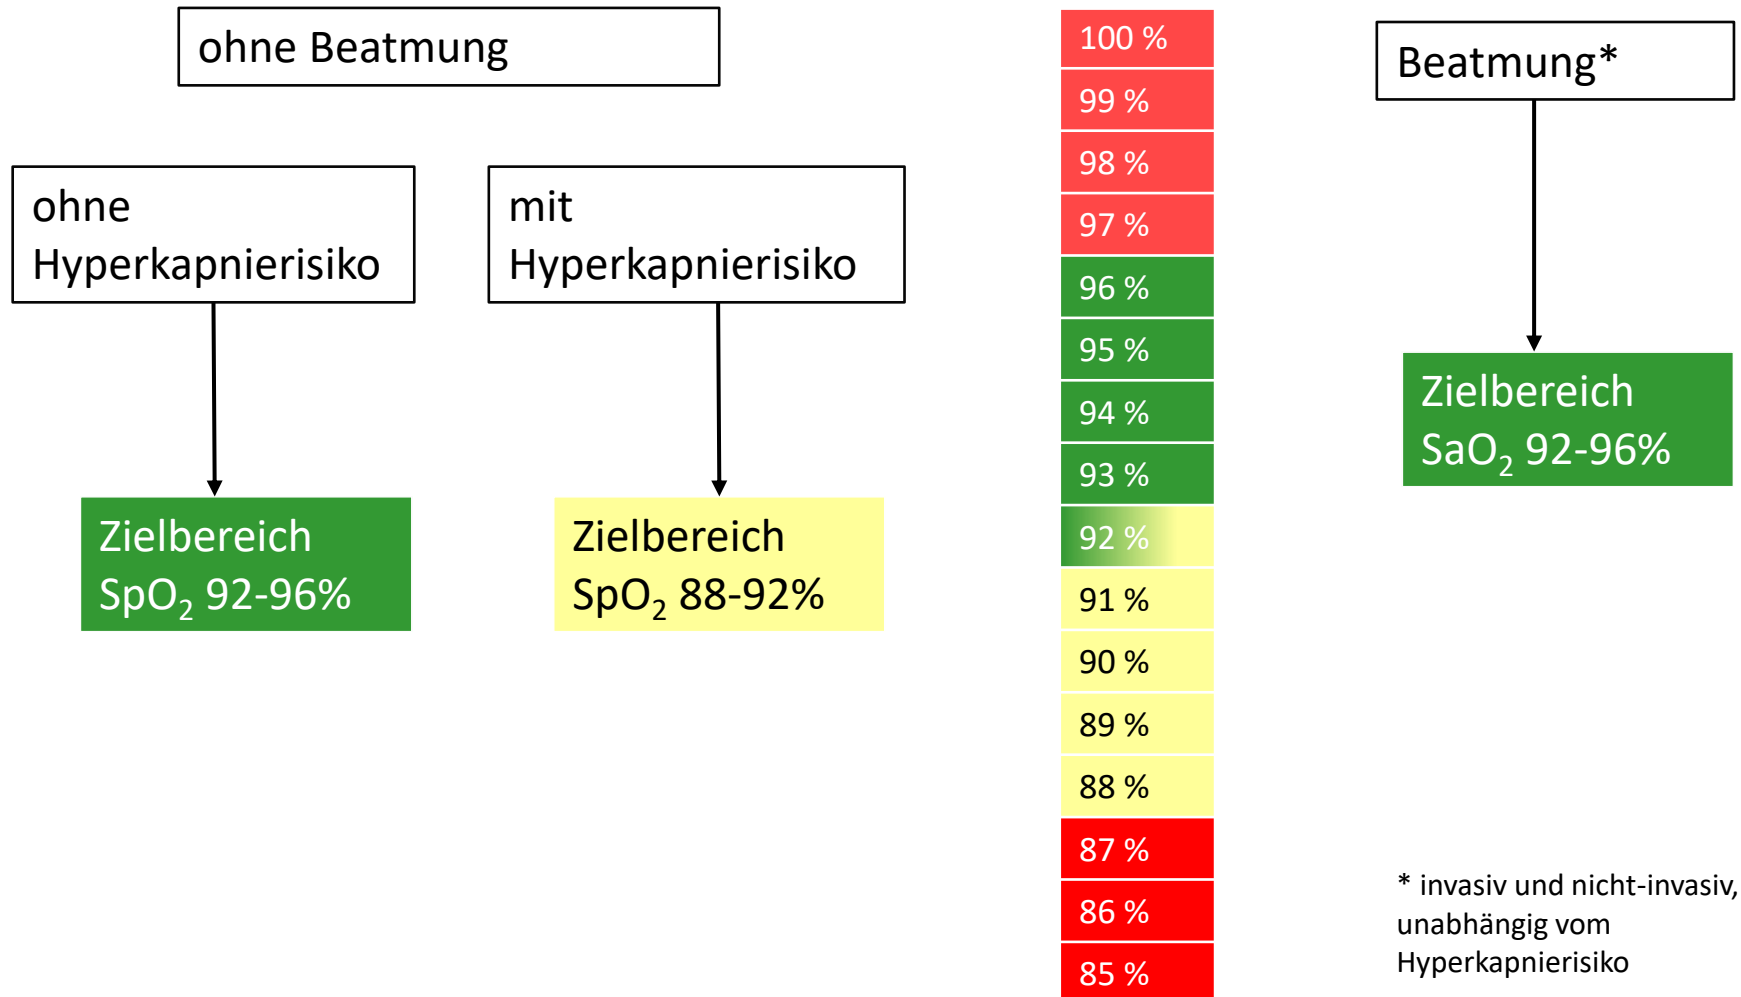 ohne Beatmung
ohne
Hyperkapnierisiko
mit
Hyperkapnierisiko
Zielbereich
SpO₂ 92-96%
Zielbereich
SpO₂ 88-92%
100 %
99 %
98 %
97 %
96 %
95 %
94 %
93 %
92 %
91 %
90 %
89 %
88 %
87 %
86 %
85 %
Beatmung*
Zielbereich
SaO₂ 92-96%
* invasiv und nicht-invasiv,
unabhängig vom
Hyperkapnierisiko